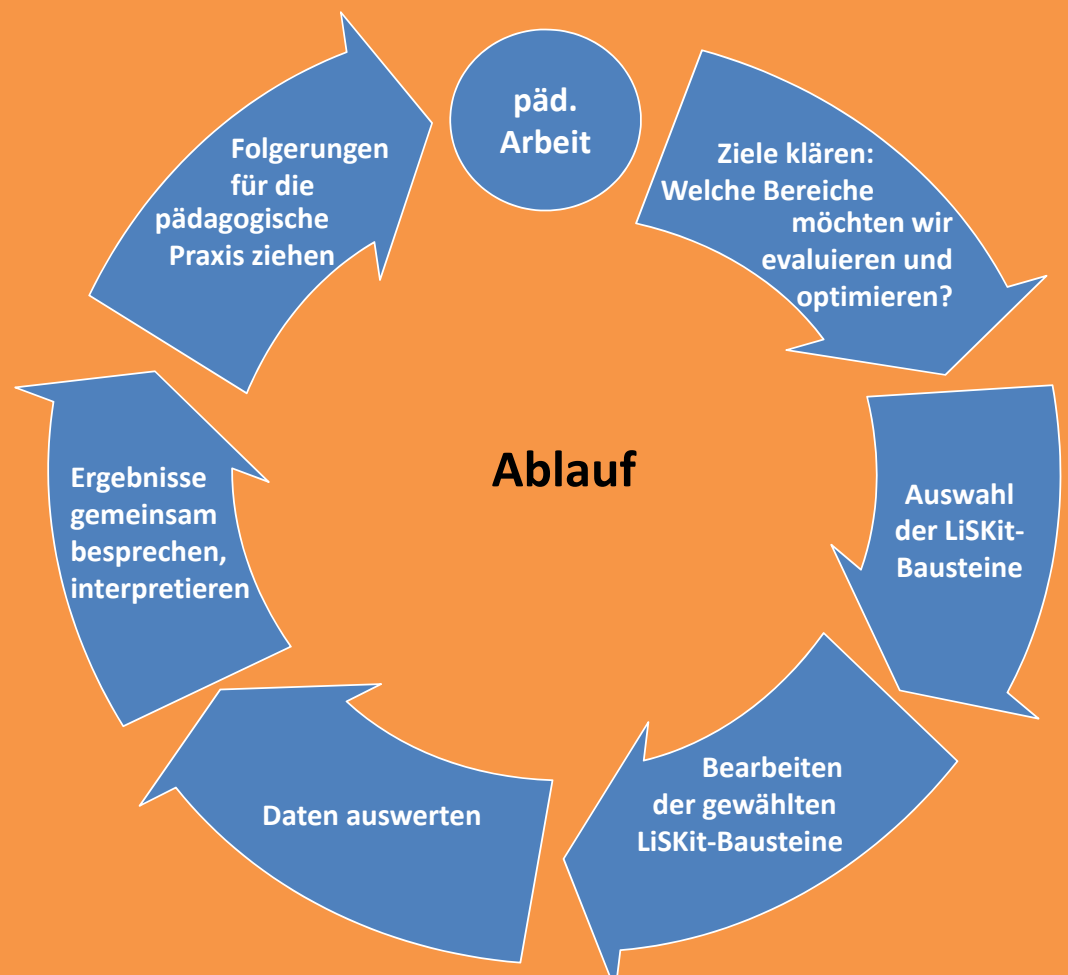 päd.
Arbeit
Ziele klären:
Welche Bereiche
möchten wir
evaluieren und
optimieren?
Auswahl
der LiSKit-
Bausteine
Bearbeiten
der gewählten
LiSKit-Bausteine
Daten auswerten
Ergebnisse
gemeinsam
besprechen,
interpretieren
Folgerungen
für die
pädagogische
Praxis ziehen
Ablauf